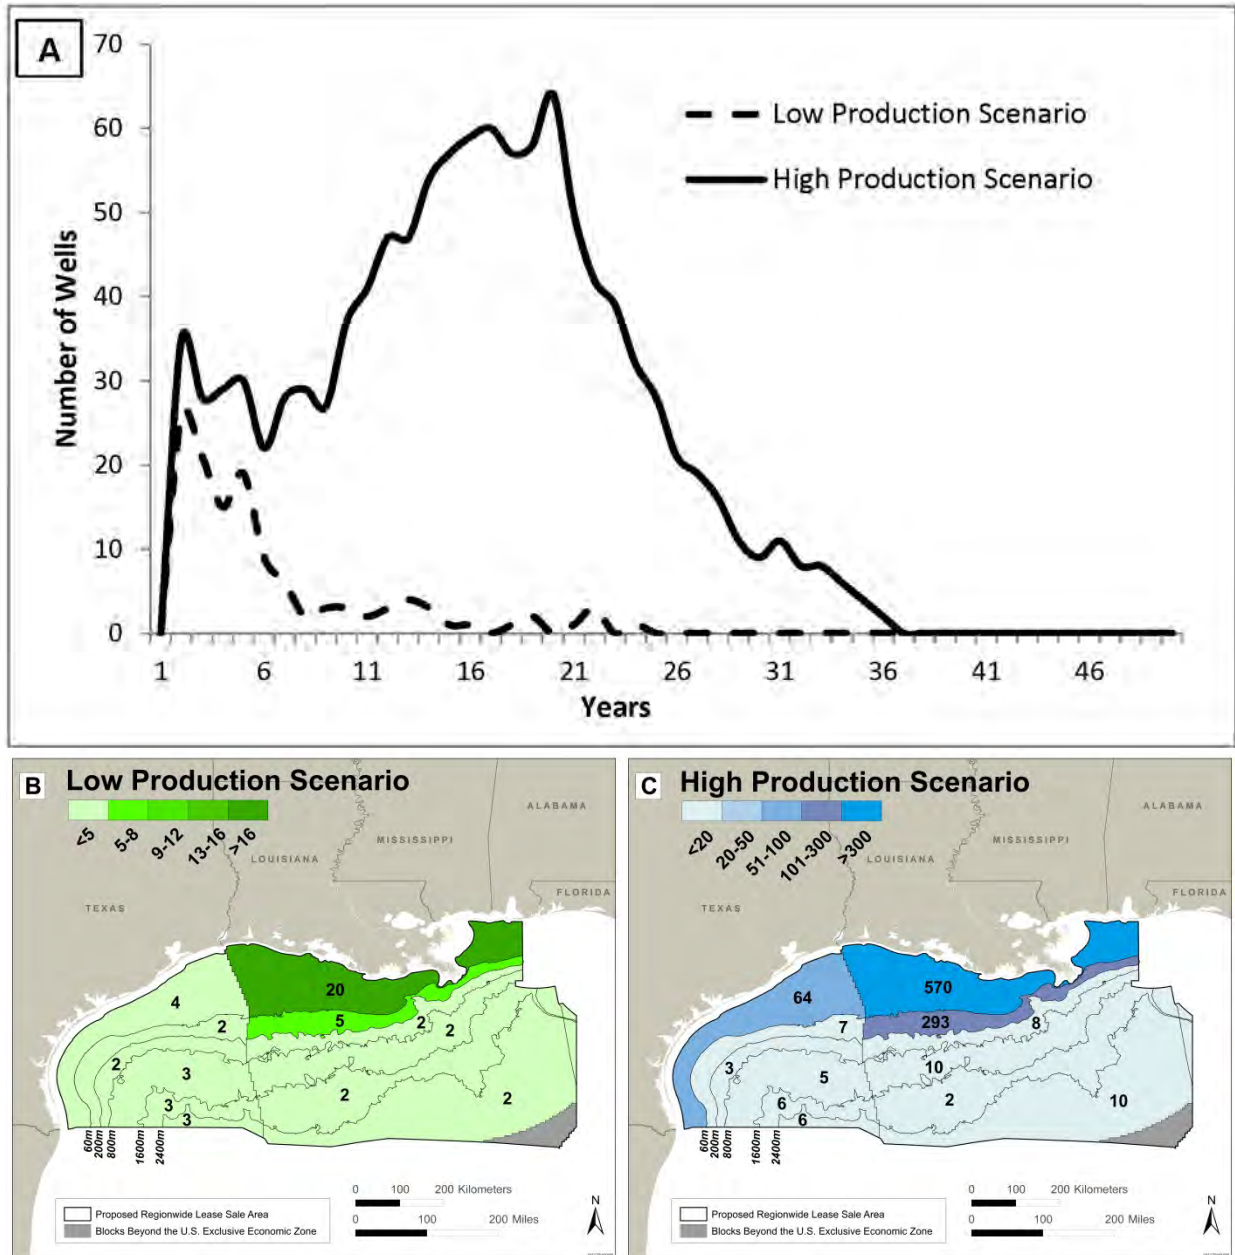 A
70
60
50
40
30
20
10
0
Number of Wells
Low Production Scenario
High Production Scenario
1 6 11 16 21 26 31 36 41 46
Years
B Low Production Scenario
<5 5-8 9-12 13-16 >16
ALABAMA
MISSISSIPPI
LOUISIANA
FLORIDA
TEXAS
20
4
5
2
2
2
2
3
2
2
3
3
60m 200m 800m 1600m 2400m
0 100 200 Kilometers
0 100 200 Miles
N
Proposed Regionwide Lease Sale Area
Blocks Beyond the U.S. Exclusive Economic Zone
C High Production Scenario
<20 20-50 51-100 101-300 >300
ALABAMA
MISSISSIPPI
LOUISIANA
FLORIDA
TEXAS
570
64
293
8
7
3
10
5
6
2
10
6
60m 200m 800m 1600m 2400m
0 100 200 Kilometers
0 100 200 Miles
N
Proposed Regionwide Lease Sale Area
Blocks Beyond the U.S. Exclusive Economic Zone